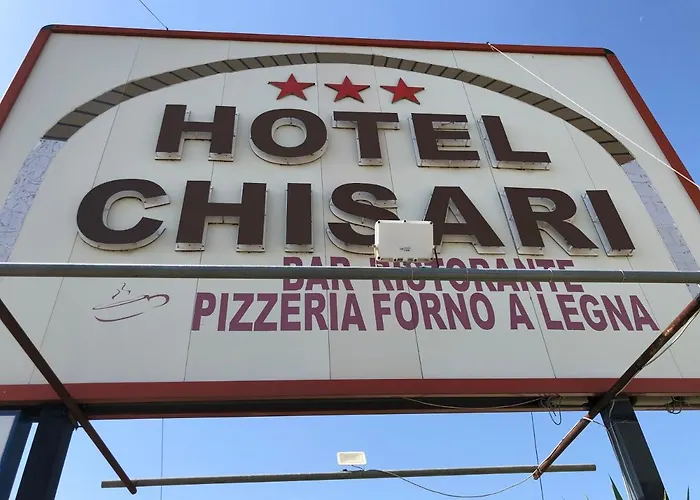 HOTEL
CHISARI
BAR RISTORANTE
PIZZERIA FORNO A LEGNA